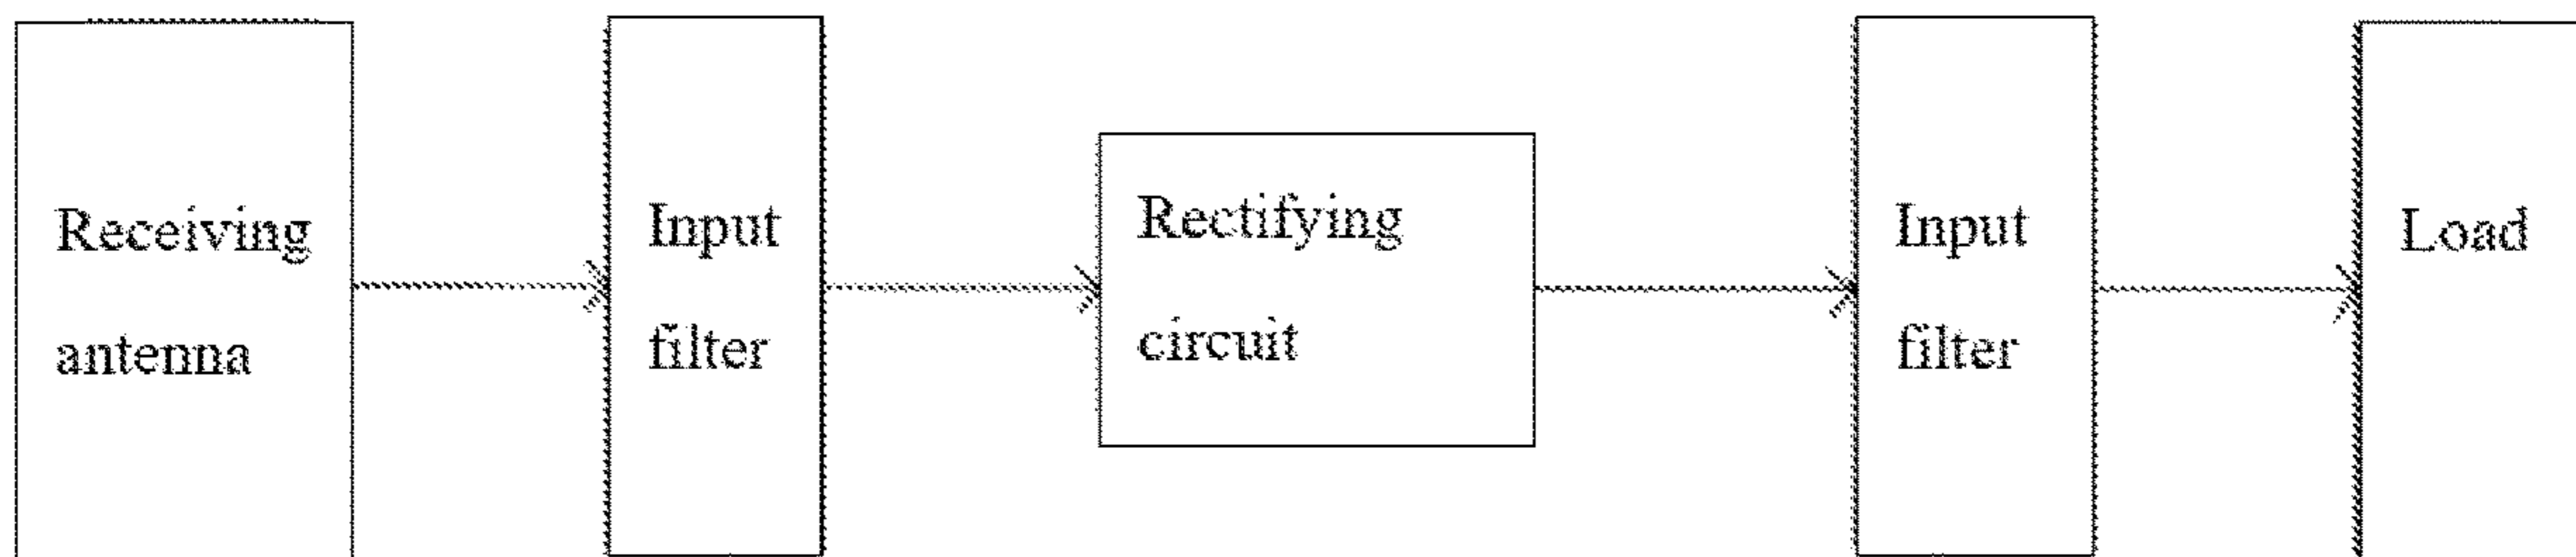 Receiving
antenna
Input
filter
Rectifying
circuit
Input
filter
Load